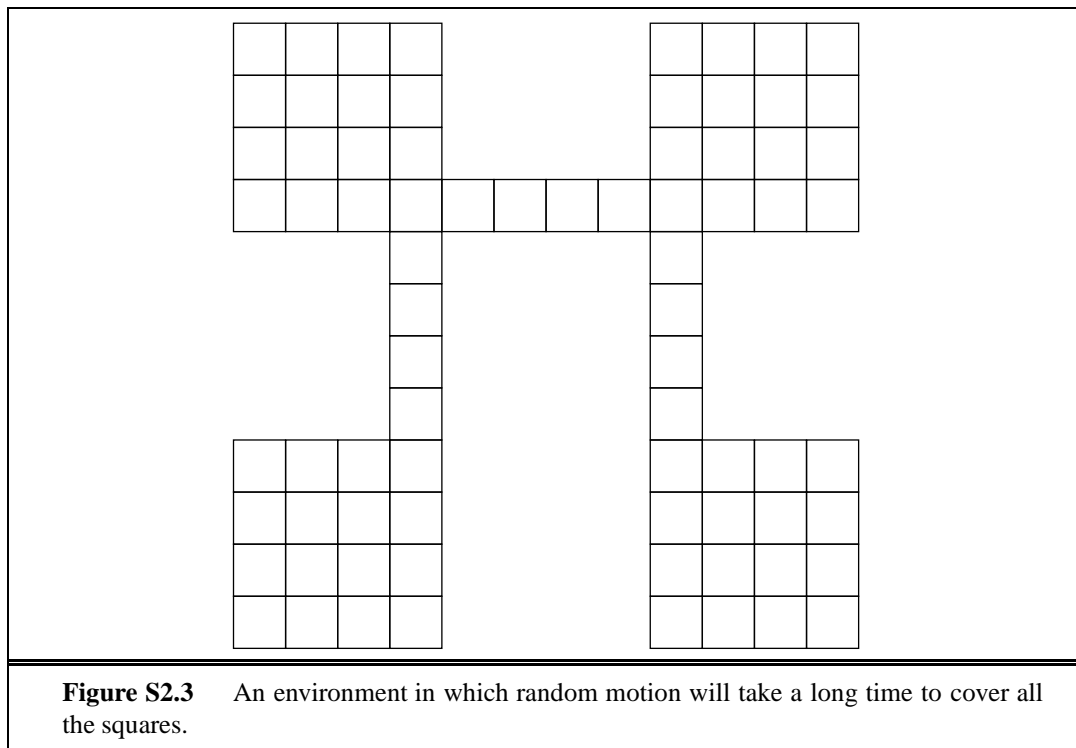 Figure S2.3 An environment in which random motion will take a long time to cover all
the squares.